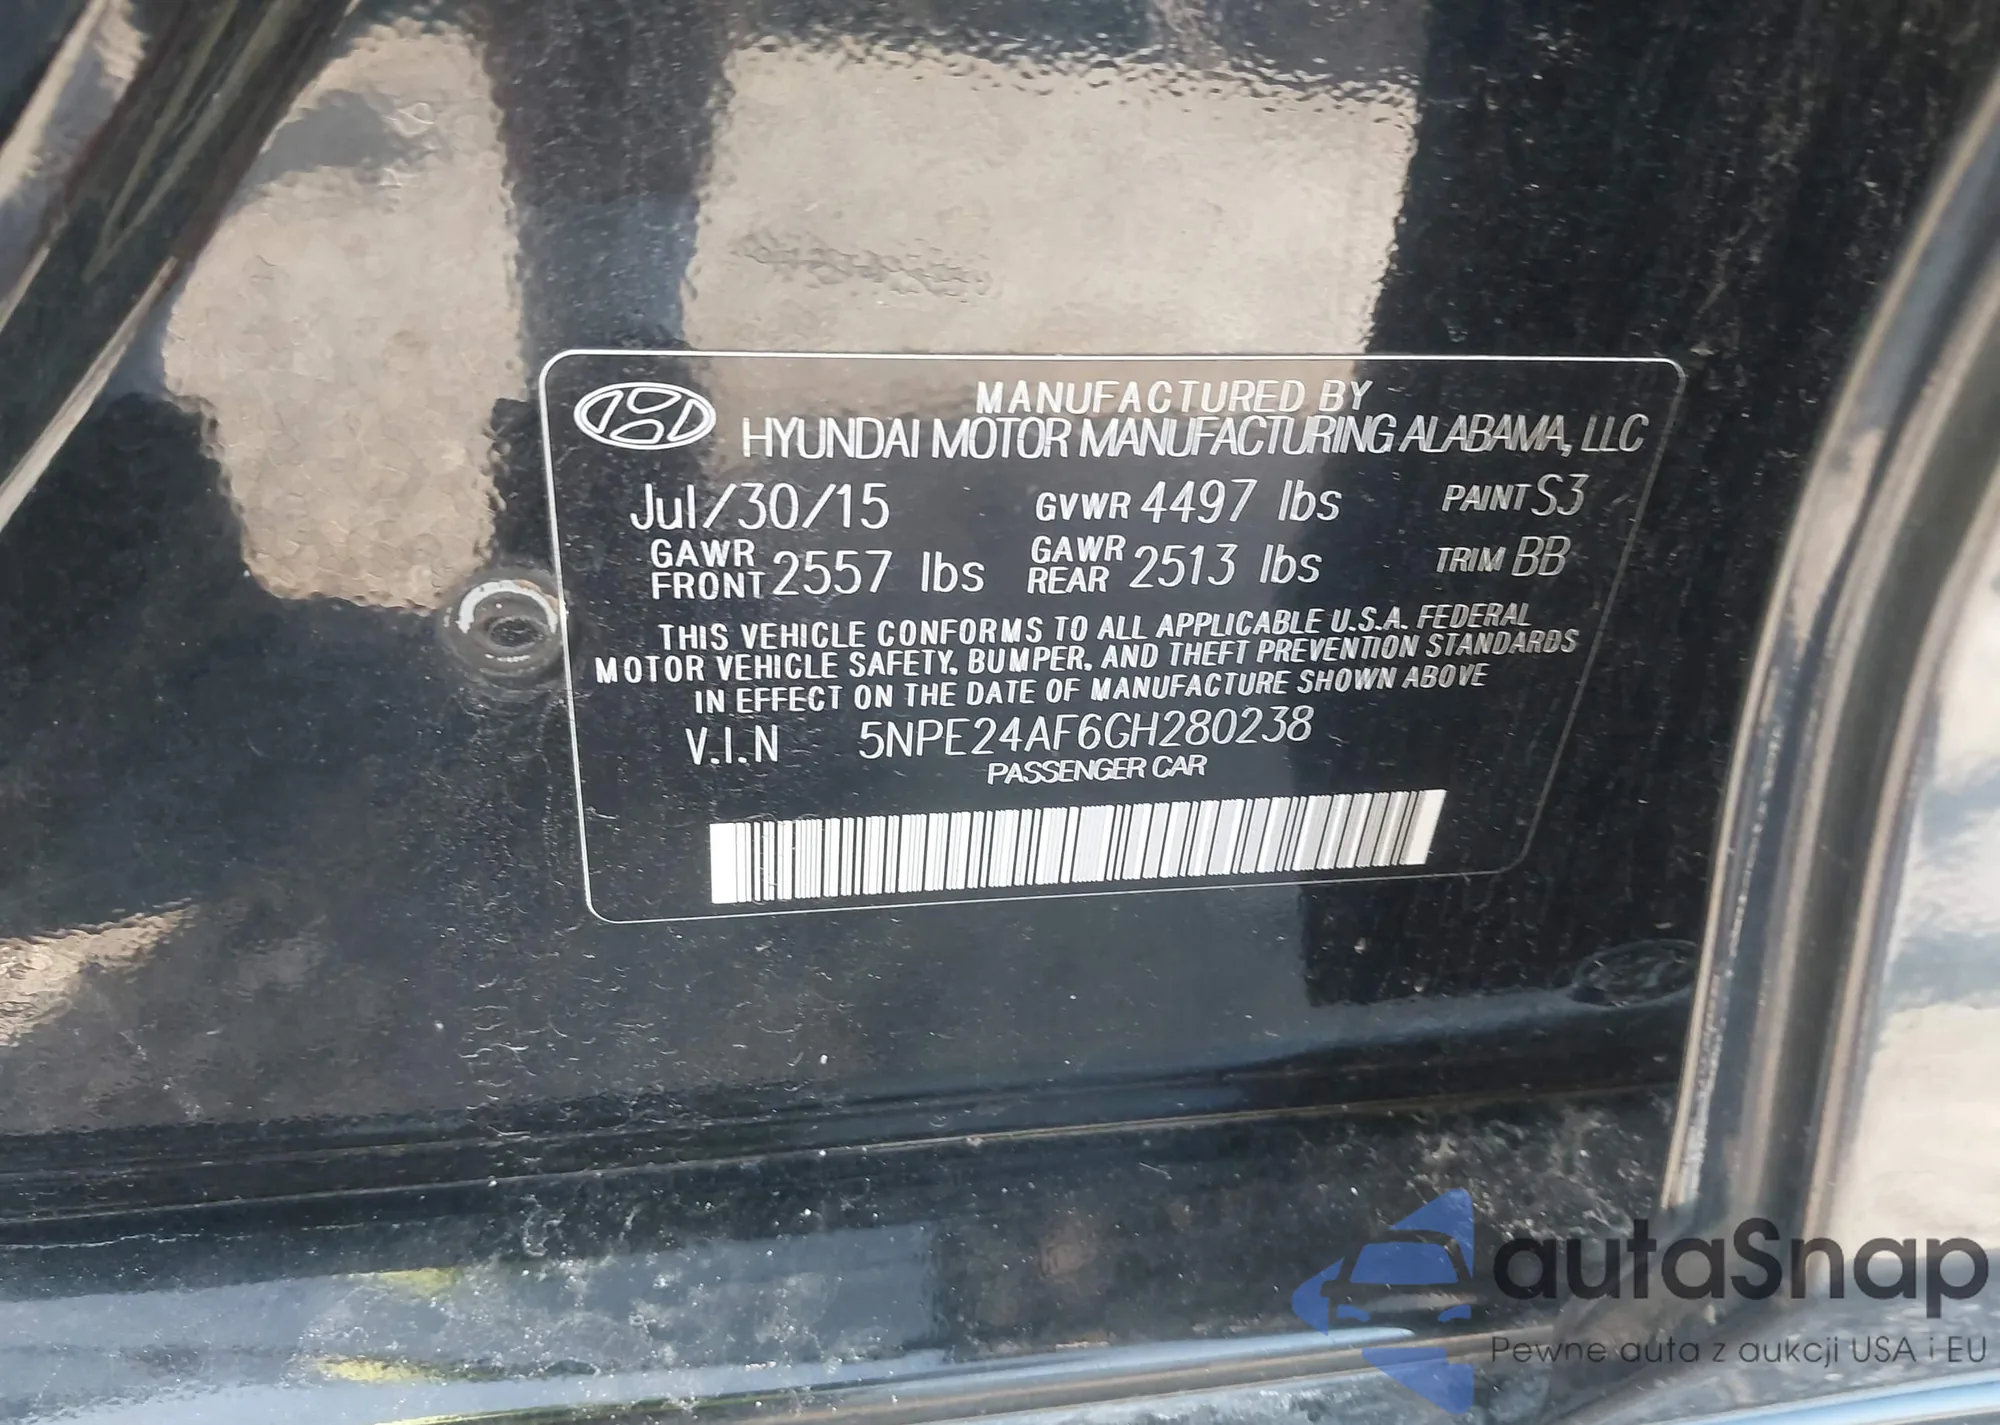 MANUFACTURED BY
HYUNDAI MOTOR MANUFACTURING ALABAMA, LLC
Jul/30/15 GVWR 4497 lbs PAINT S3
GAWR FRONT 2557 lbs GAWR REAR 2513 lbs TRIM BB
THIS VEHICLE CONFORMS TO ALL APPLICABLE U.S.A. FEDERAL
MOTOR VEHICLE SAFETY, BUMPER, AND THEFT PREVENTION STANDARDS
IN EFFECT ON THE DATE OF MANUFACTURE SHOWN ABOVE
V.I.N 5NPE24AF6GH280238
PASSENGER CAR
autaSnap
Pewne auta z aukcji USA i EU